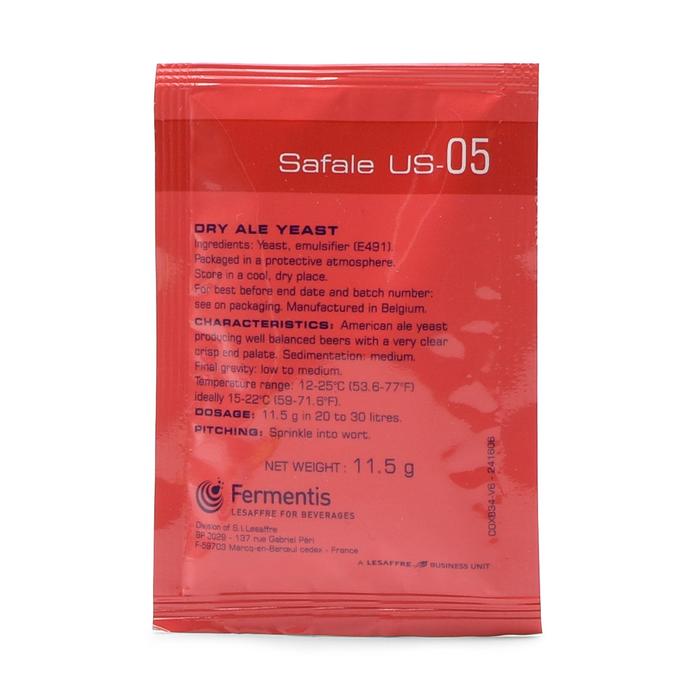 Safale US-05
DRY ALE YEAST
Ingredients: Yeast, emulsifier (E491).
Packaged in a protective atmosphere.
Store in a cool, dry place.
For best before end date and batch number:
see on packaging. Manufactured in Belgium.
CHARACTERISTICS: American ale yeast
producing well balanced beers with a very clean
crisp end palate. Sedimentation: medium.
Final gravity: low to medium.
Temperature range: 12-25°C (53.6-77°F)
ideally 15-22°C (59-71.6°F).
DOSAGE: 11.5 g in 20 to 30 litres.
PITCHING: Sprinkle into wort.
NET WEIGHT : 11.5 g
Fermentis
LESAFFRE FOR BEVERAGES
Division of S.I.Lesaffre
BP 3029 - 137 rue Gabriel Péri
F-59703 Marcq-en-Barœul cedex - France
A LESAFFRE BUSINESS UNIT
COX834-V6 - 241606